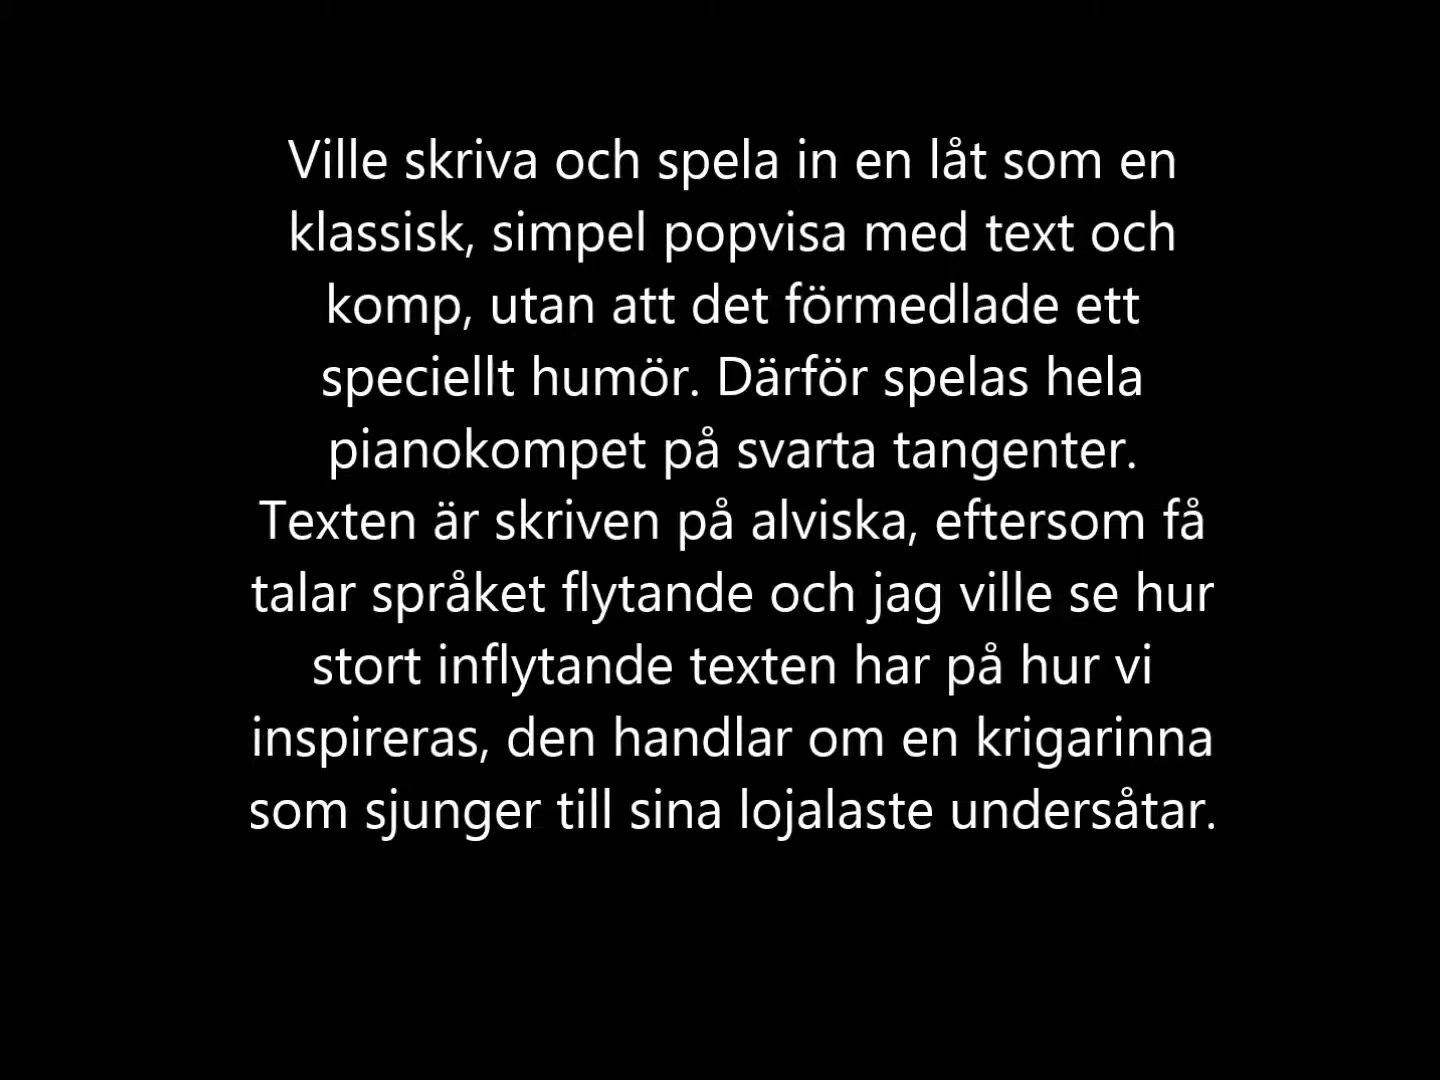 Ville skriva och spela in en låt som en
klassisk, simpel popvisa med text och
komp, utan att det förmedlade ett
speciellt humör. Därför spelas hela
pianokompet på svarta tangenter.
Texten är skriven på alviska, eftersom få
talar språket flytande och jag ville se hur
stort inflytande texten har på hur vi
inspireras, den handlar om en krigarinna
som sjunger till sina lojalaste undersåtar.